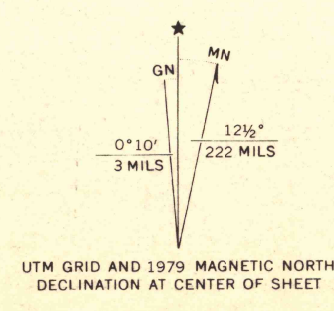 ★
MN
GN
0°10′
3 MILS
12½°
222 MILS
UTM GRID AND 1979 MAGNETIC NORTH
DECLINATION AT CENTER OF SHEET